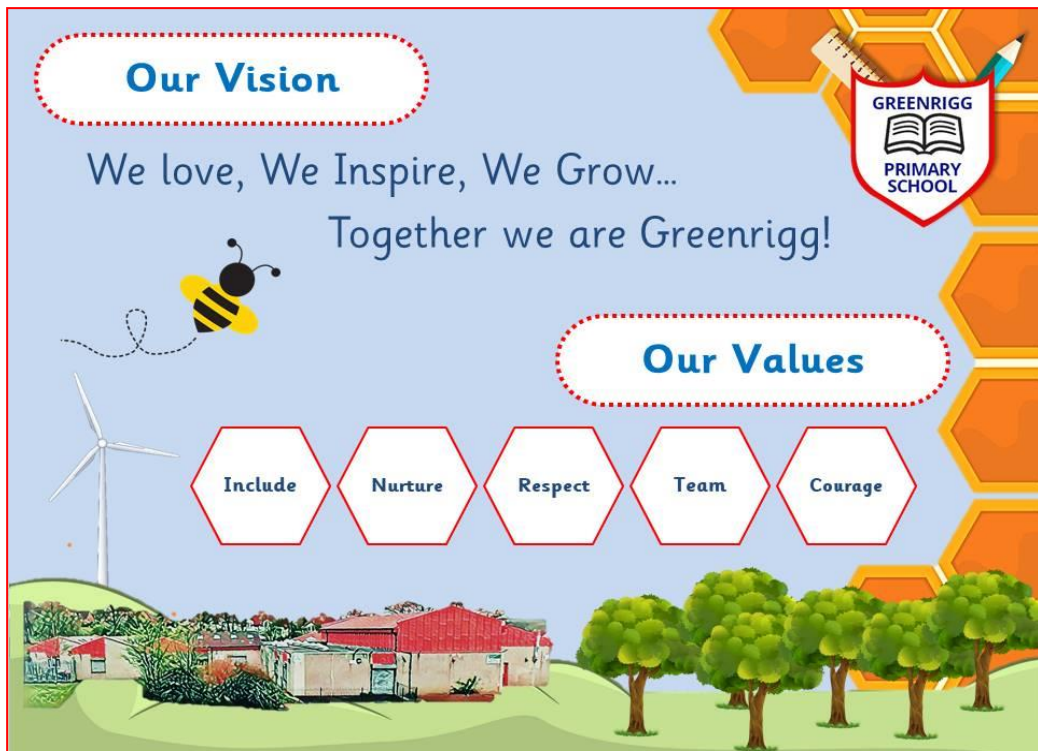 Our Vision
GREENRIGG
PRIMARY
SCHOOL
We love, We Inspire, We Grow...
Together we are Greenrigg!
Our Values
Include
Nurture
Respect
Team
Courage